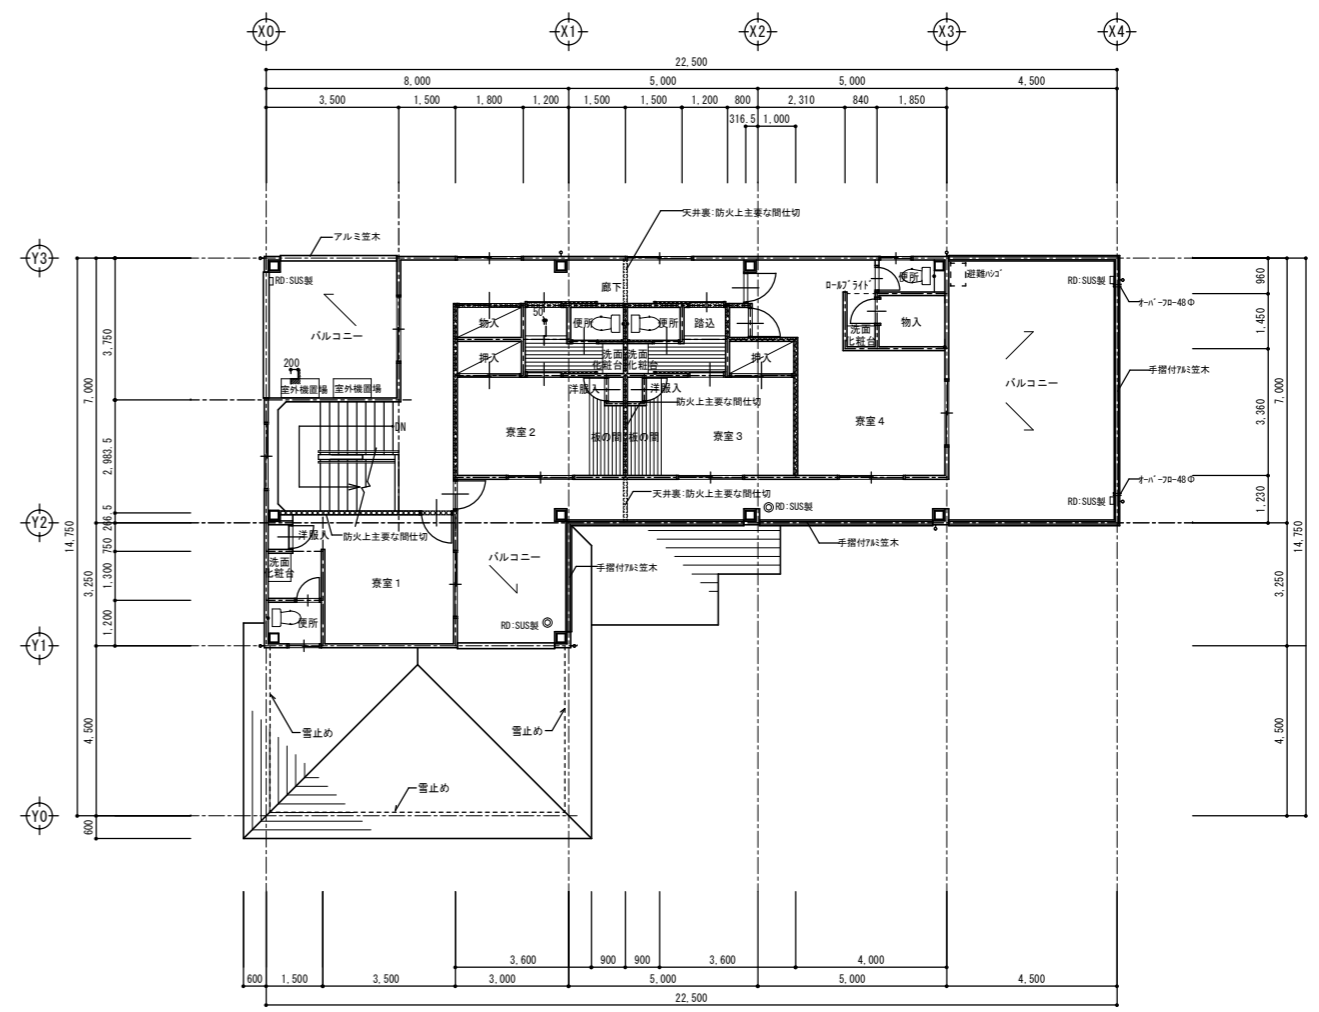 X0
X1
X2
X3
X4
22,500
8,000
5,000
5,000
4,500
3,500
1,500
1,800
1,200
1,500
1,500
1,200
800
2,310
840
1,850
316.5
1,000
天井裏:防火上主要な間仕切
アルミ笠木
Y3
RD:SUS製
廊下
ﾛｰﾙﾌﾞﾗｲﾄﾞ
便所
避難ﾊｼｺﾞ
RD:SUS製
960
ｵｰﾊﾞｰﾌﾛｰ48Φ
バルコニー
物入
50
便所
便所
踏込
洗面
化粧台
物入
1,450
3,750
押入
洗面
化粧台
洗面
化粧台
押入
200
室外機置場
室外機置場
洋服入
洋服入
バルコニー
手摺付ｱﾙﾐ笠木
7,000
7,000
防火上主要な間仕切
DN
寮室2
板の間
板の間
寮室3
寮室4
3,360
2,983.5
天井裏:防火上主要な間仕切
RD:SUS製
RD:SUS製
ｵｰﾊﾞｰﾌﾛｰ48Φ
1,230
266.5
Y2
洋服入
防火上主要な間仕切
手摺付ｱﾙﾐ笠木
14,750
14,750
750
洗面
化粧台
バルコニー
手摺付ｱﾙﾐ笠木
1,300
3,250
寮室1
3,250
1,200
便所
RD:SUS製
Y1
4,500
雪止め
雪止め
4,500
雪止め
Y0
600
3,600
900
900
3,600
4,000
600
1,500
3,500
3,000
5,000
5,000
4,500
22,500